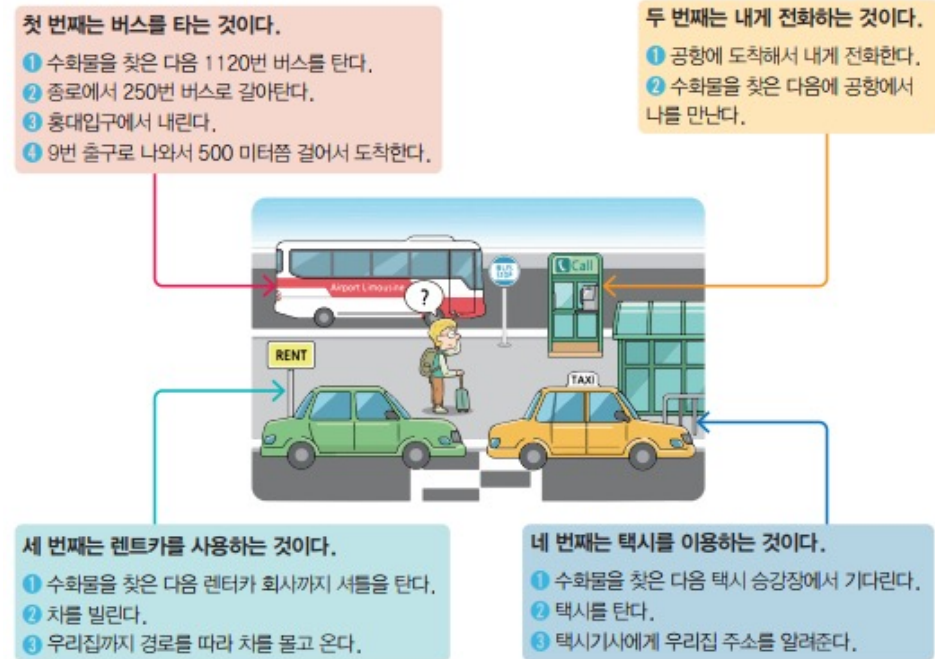 첫 번째는 버스를 타는 것이다.
❶ 수화물을 찾은 다음 1120번 버스를 탄다.
❷ 종로에서 250번 버스로 갈아탄다.
❸ 홍대입구에서 내린다.
❹ 9번 출구로 나와서 500 미터쯤 걸어서 도착한다.
두 번째는 내게 전화하는 것이다.
❶ 공항에 도착해서 내게 전화한다.
❷ 수화물을 찾은 다음에 공항에서
나를 만난다.
Airport Limousine
?
BUS
STOP
Call
RENT
TAXI
세 번째는 렌트카를 사용하는 것이다.
❶ 수화물을 찾은 다음 렌터카 회사까지 셔틀을 탄다.
❷ 차를 빌린다.
❸ 우리집까지 경로를 따라 차를 몰고 온다.
네 번째는 택시를 이용하는 것이다.
❶ 수화물을 찾은 다음 택시 승강장에서 기다린다.
❷ 택시를 탄다.
❸ 택시기사에게 우리집 주소를 알려준다.